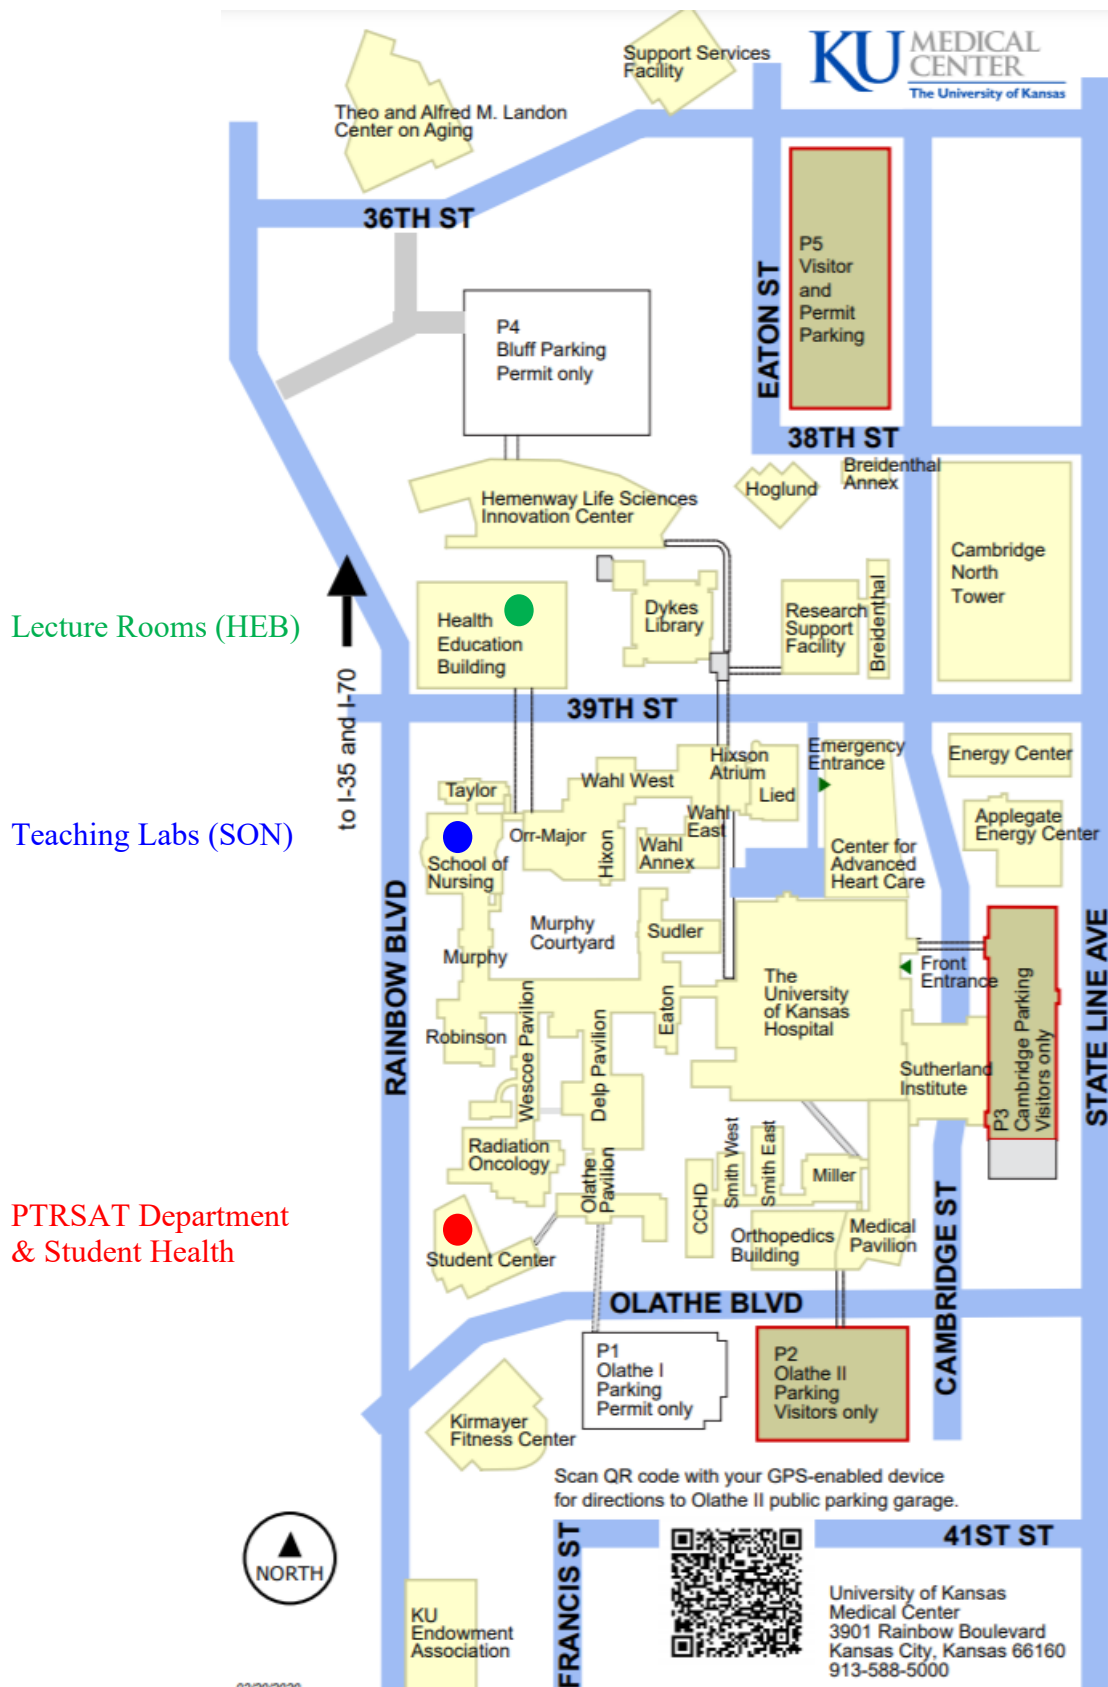 Support Services
Facility
KU MEDICAL
CENTER
The University of Kansas
Theo and Alfred M. Landon
Center on Aging
36TH ST
P5
Visitor
and
Permit
Parking
EATON ST
P4
Bluff Parking
Permit only
38TH ST
Breidenthal
Annex
Hoglund
Hemenway Life Sciences
Innovation Center
Cambridge
North
Tower
Lecture Rooms (HEB)
Health
Education
Building
Dykes
Library
Research
Support
Facility
Breidenthal
to I-35 and I-70
39TH ST
Emergency
Entrance
Energy Center
Hixson
Atrium
Wahl West
Lied
Taylor
Teaching Labs (SON)
Orr-Major
Hixon
Wahl
East
Wahl
Annex
Applegate
Energy Center
School of
Nursing
Center for
Advanced
Heart Care
RAINBOW BLVD
Murphy
Courtyard
Sudler
Murphy
Front
Entrance
The
University
of Kansas
Hospital
STATE LINE AVE
Robinson
Wescoe Pavilion
Delp Pavilion
Eaton
Sutherland
Institute
P3
Cambridge Parking
Visitors only
Radiation
Oncology
Olathe
Pavilion
CCHD
Smith West
Smith East
Miller
PTRSAT Department
& Student Health
Student Center
Orthopedics
Building
Medical
Pavilion
CAMBRIDGE ST
OLATHE BLVD
P1
Olathe I
Parking
Permit only
P2
Olathe II
Parking
Visitors only
Kirmayer
Fitness Center
Scan QR code with your GPS-enabled device
for directions to Olathe II public parking garage.
NORTH
FRANCIS ST
41ST ST
KU
Endowment
Association
University of Kansas
Medical Center
3901 Rainbow Boulevard
Kansas City, Kansas 66160
913-588-5000